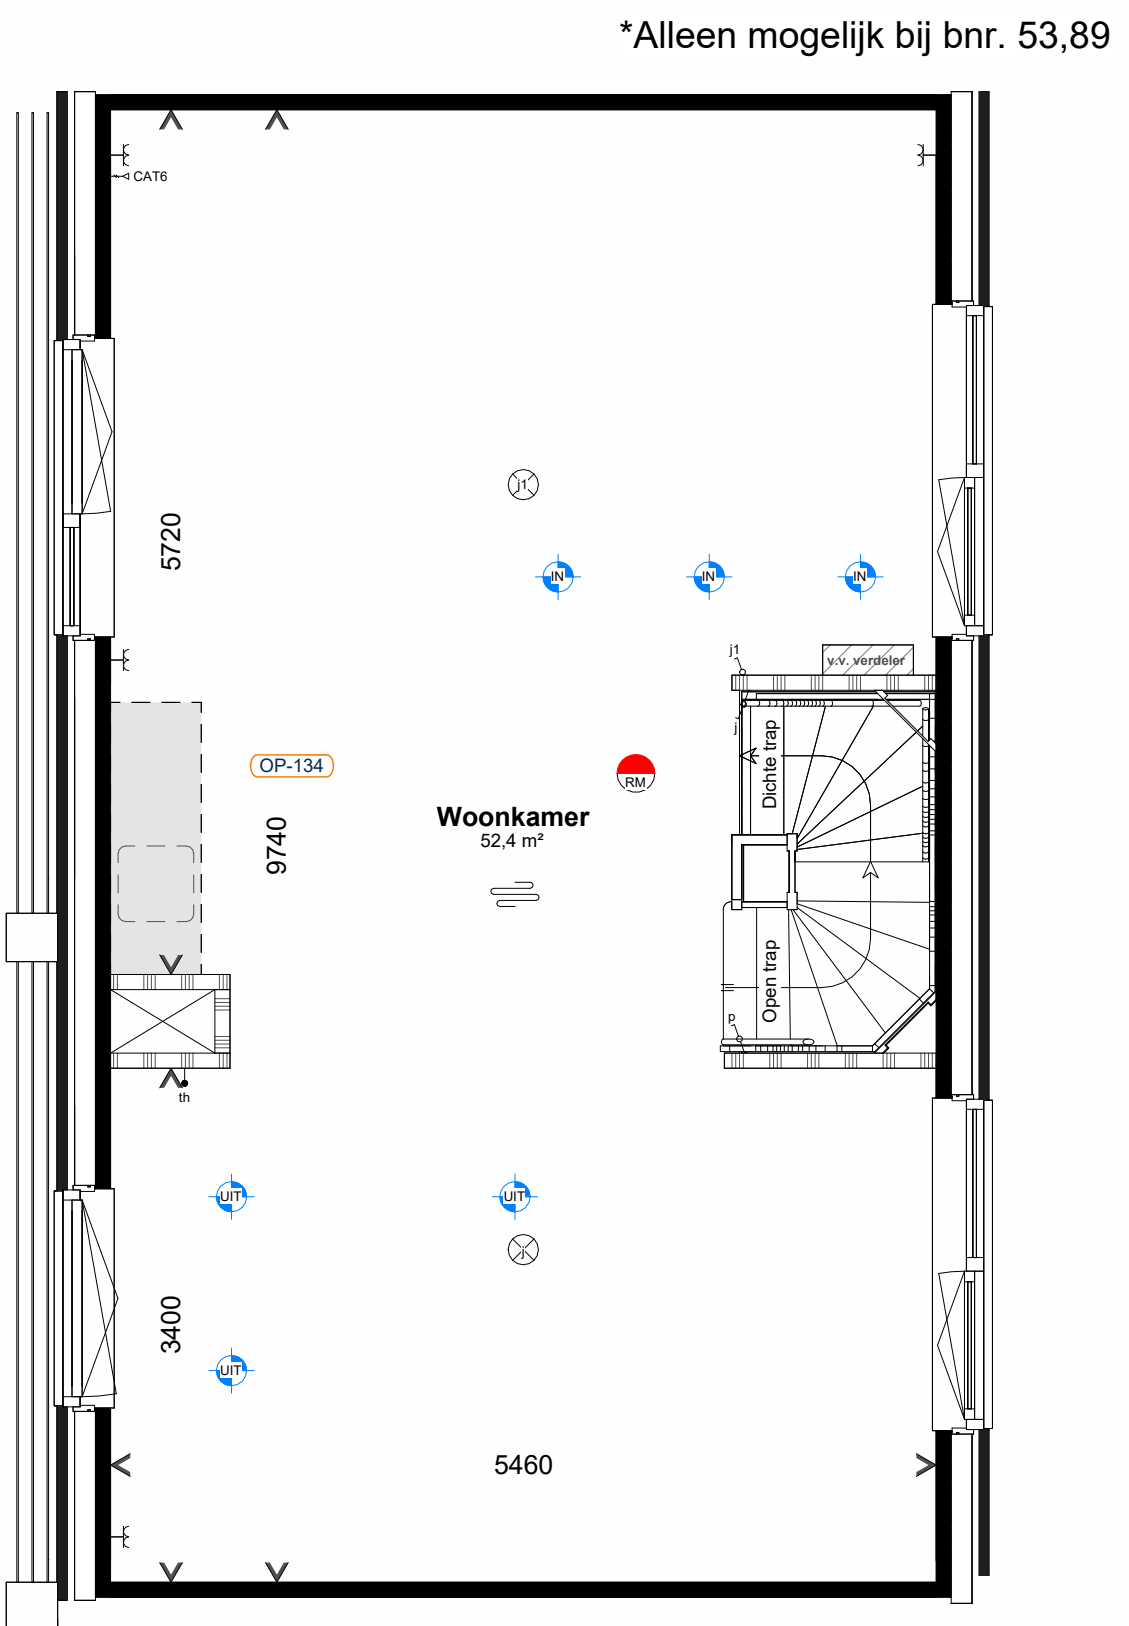 *Alleen mogelijk bij bnr. 53,89
CAT6
j1
5720
IN
IN
IN
j1
v.v. verdeler
j
Dichte trap
OP-134
RM
Woonkamer
52,4 m²
9740
Open trap
p
th
UIT
UIT
j
3400
UIT
5460